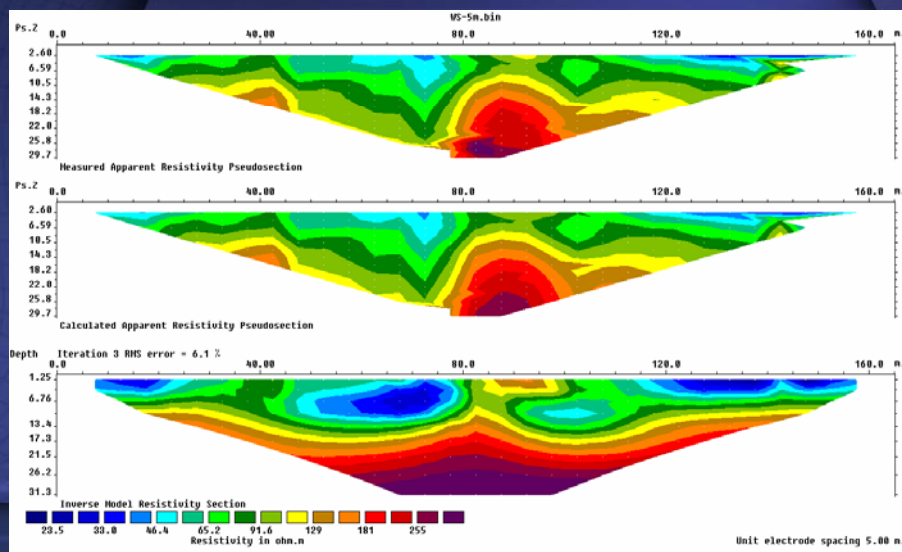 WS-5m.bin
Ps.Z 0.0 40.00 80.0 120.0 160.0 m.
2.60
6.59
10.5
14.3
18.2
22.0
25.8
29.7
Measured Apparent Resistivity Pseudosection
Ps.Z 0.0 40.00 80.0 120.0 160.0 m.
2.60
6.59
10.5
14.3
18.2
22.0
25.8
29.7
Calculated Apparent Resistivity Pseudosection
Depth Iteration 3 RMS error = 6.1 %
0.0 40.00 80.0 120.0 160.0 m.
1.25
6.76
13.4
17.3
21.5
26.2
31.3
Inverse Model Resistivity Section
23.5 33.0 46.4 65.2 91.6 129 181 255
Resistivity in ohm.m
Unit electrode spacing 5.00 m.